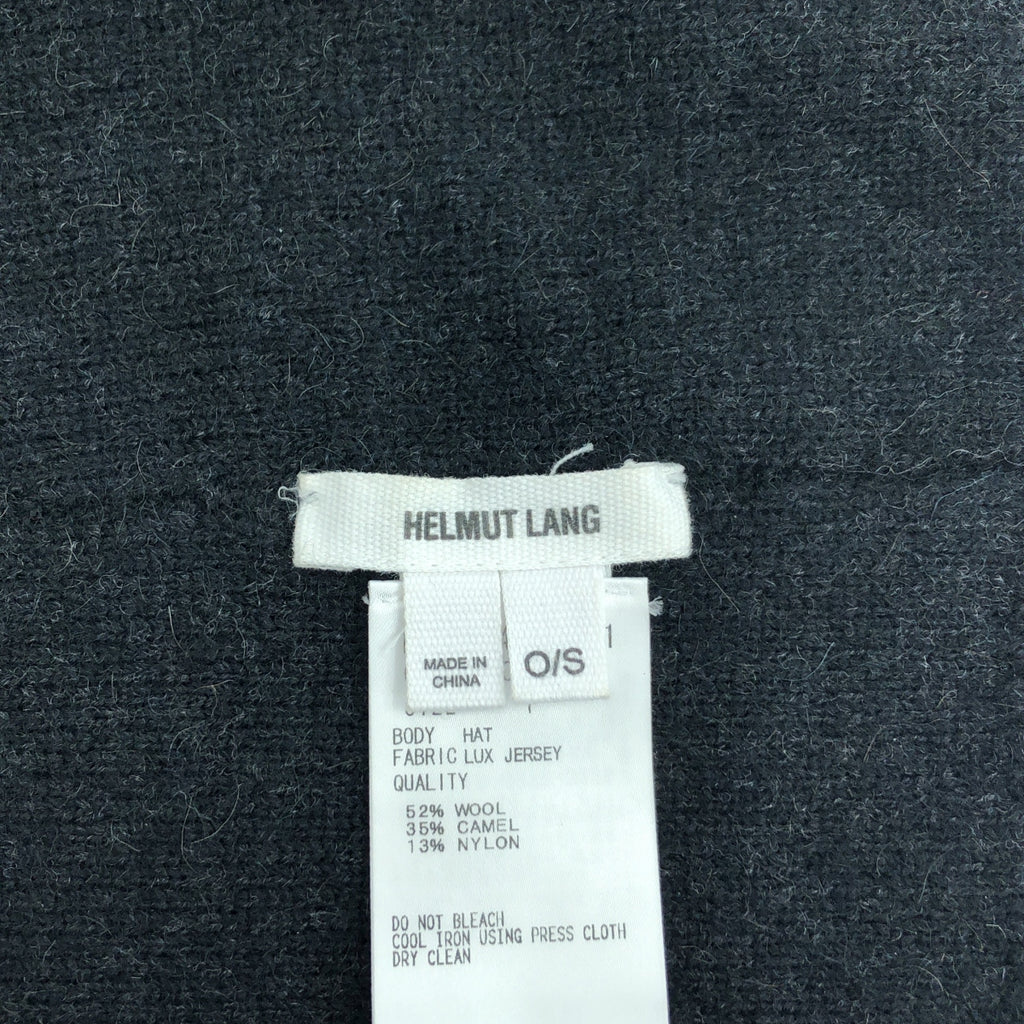 HELMUT LANG
MADE IN
CHINA
O/S
1
BODY HAT
FABRIC LUX JERSEY
QUALITY
52% WOOL
35% CAMEL
13% NYLON
DO NOT BLEACH
COOL IRON USING PRESS CLOTH
DRY CLEAN